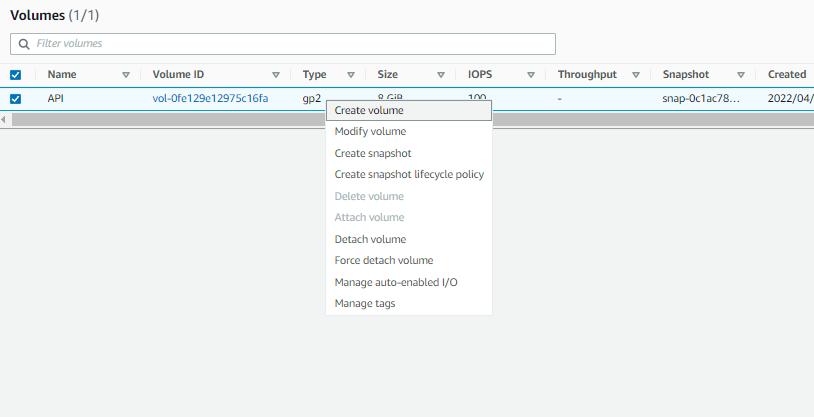 Volumes (1/1)
Filter volumes
Name Volume ID Type Size IOPS Throughput Snapshot Created
API vol-0fe129e12975c16fa gp2 8 GiB 100 - snap-0c1ac78... 2022/04/
Create volume
Modify volume
Create snapshot
Create snapshot lifecycle policy
Delete volume
Attach volume
Detach volume
Force detach volume
Manage auto-enabled I/O
Manage tags